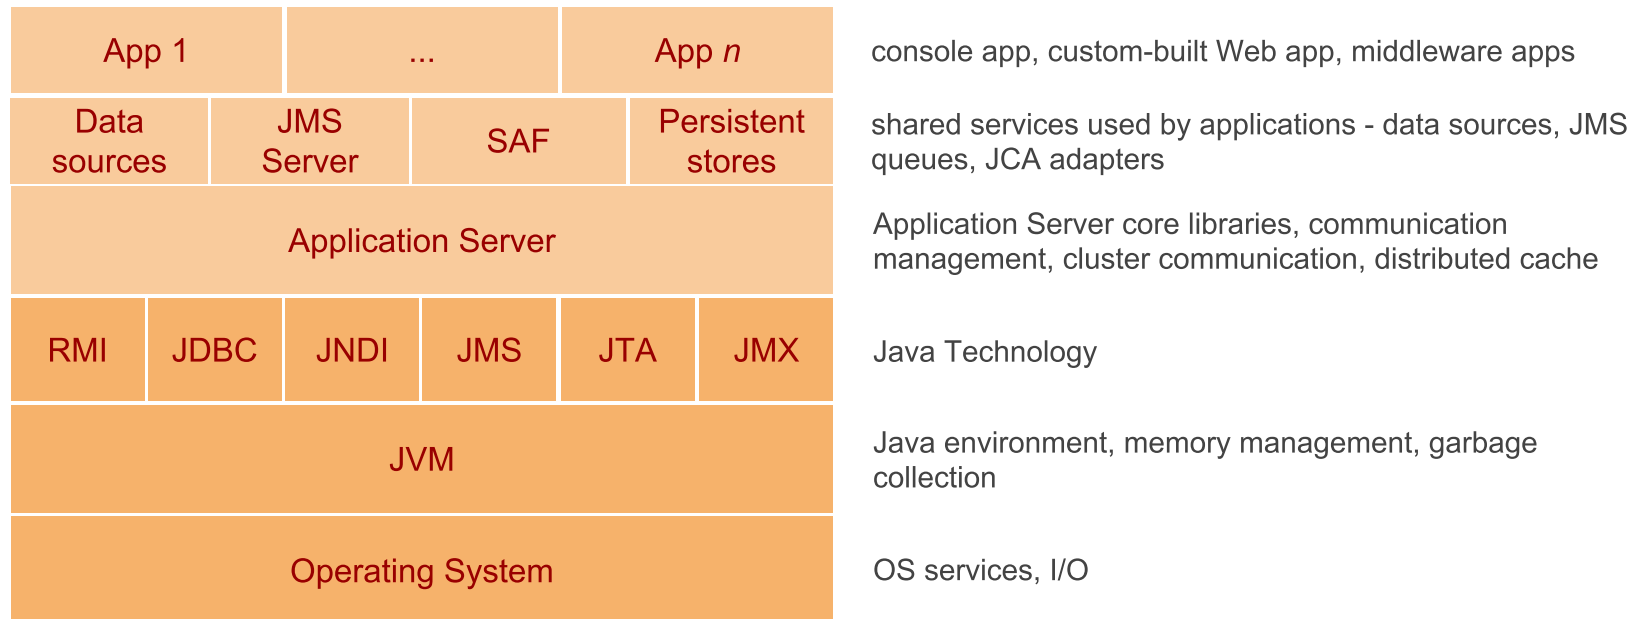 App 1
...
App n
console app, custom-built Web app, middleware apps
Data
sources
JMS
Server
SAF
Persistent
stores
shared services used by applications - data sources, JMS
queues, JCA adapters
Application Server
Application Server core libraries, communication
management, cluster communication, distributed cache
RMI
JDBC
JNDI
JMS
JTA
JMX
Java Technology
JVM
Java environment, memory management, garbage
collection
Operating System
OS services, I/O